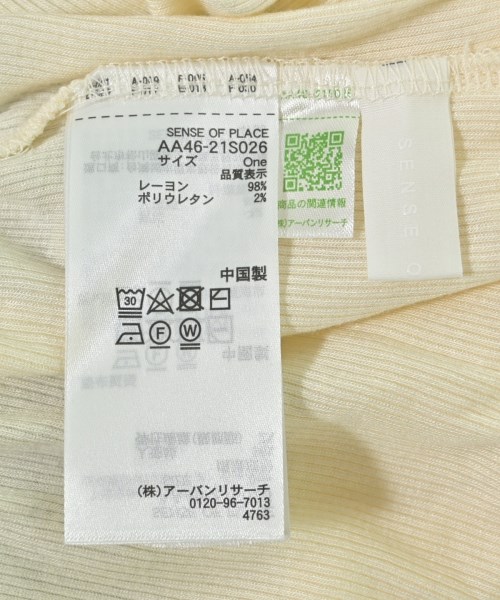 SENSE OF PLACE
AA46-21S026
サイズ One
品質表示
レーヨン 98%
ポリウレタン 2%
中国製
30
F W
(株)アーバンリサーチ
0120-96-7013
4763
商品の関連情報
(株)アーバンリサーチ
SENSE